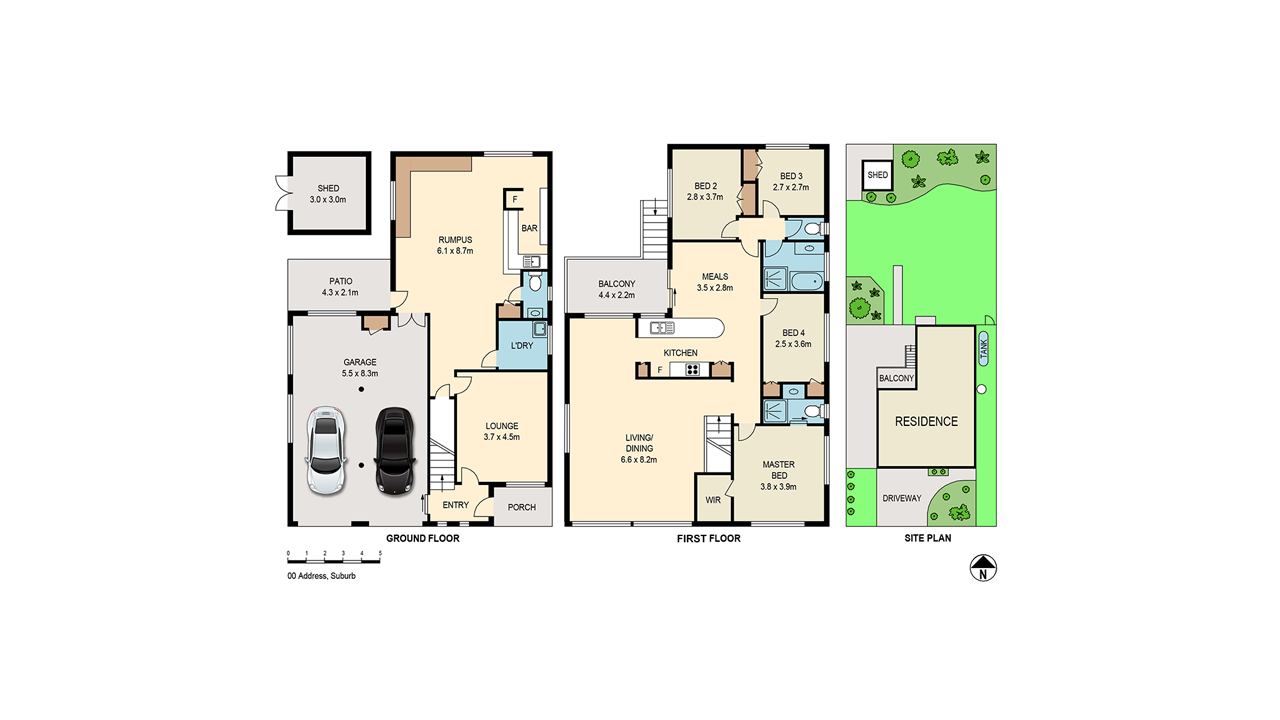 SHED
3.0 x 3.0m
F
BAR
RUMPUS
6.1 x 8.7m
PATIO
4.3 x 2.1m
L'DRY
GARAGE
5.5 x 8.3m
LOUNGE
3.7 x 4.5m
ENTRY
PORCH
GROUND FLOOR
0 1 2 3 4 5
00 Address, Suburb
BED 2
2.8 x 3.7m
BED 3
2.7 x 2.7m
BALCONY
4.4 x 2.2m
MEALS
3.5 x 2.8m
BED 4
2.5 x 3.6m
KITCHEN
F
LIVING/
DINING
6.6 x 8.2m
MASTER
BED
3.8 x 3.9m
WIR
FIRST FLOOR
SHED
TANK
BALCONY
RESIDENCE
DRIVEWAY
SITE PLAN
N